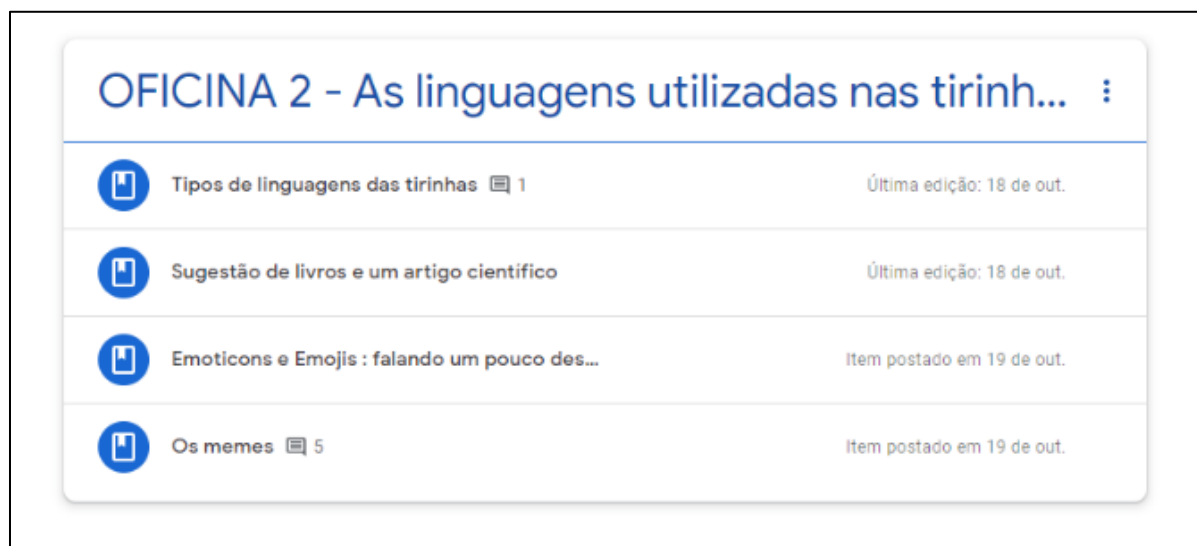 OFICINA 2 - As linguagens utilizadas nas tirinh...
Tipos de linguagens das tirinhas 1 Última edição: 18 de out.
Sugestão de livros e um artigo científico Última edição: 18 de out.
Emoticons e Emojis : falando um pouco des... Item postado em 19 de out.
Os memes 5 Item postado em 19 de out.